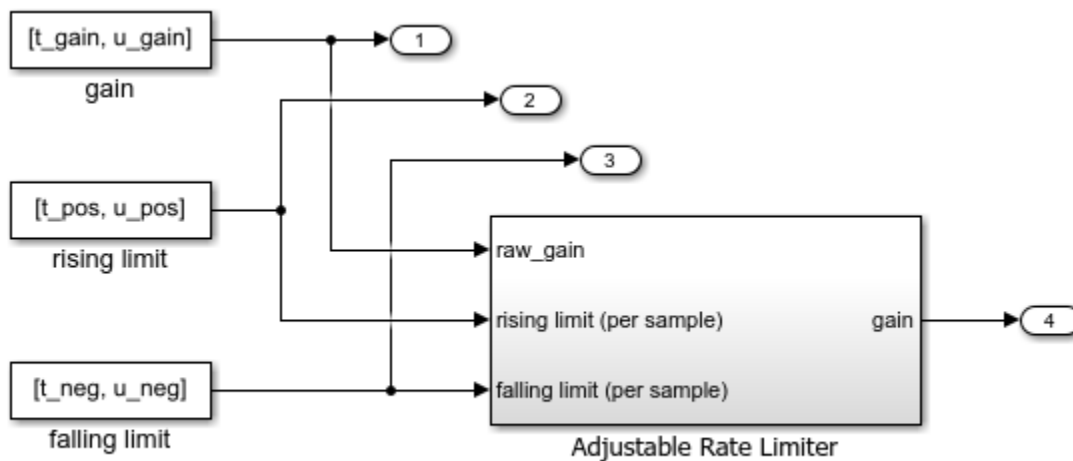 [t_gain, u_gain]
1
gain
2
3
[t_pos, u_pos]
rising limit
raw_gain
rising limit (per sample)
gain
4
[t_neg, u_neg]
falling limit (per sample)
falling limit
Adjustable Rate Limiter